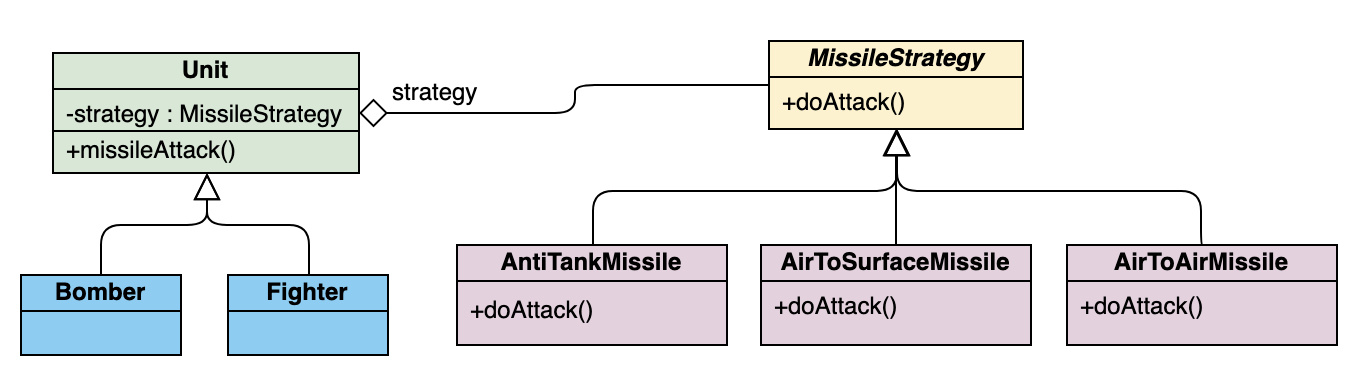 Unit
-strategy : MissileStrategy
+missileAttack()
strategy
MissileStrategy
+doAttack()
Bomber
Fighter
AntiTankMissile
+doAttack()
AirToSurfaceMissile
+doAttack()
AirToAirMissile
+doAttack()